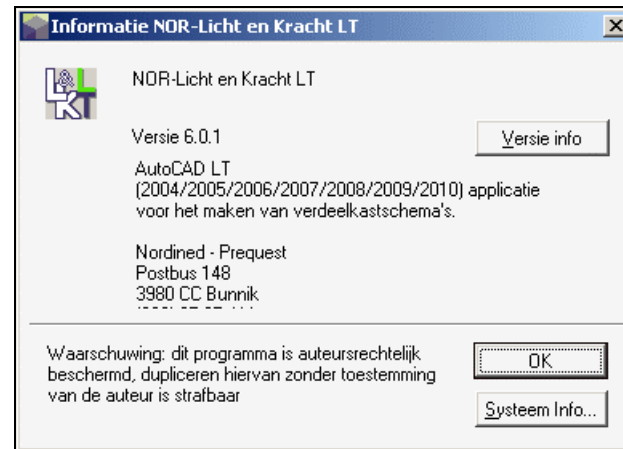 Informatie NOR-Licht en Kracht LT
L&L
KT
NOR-Licht en Kracht LT
Versie 6.0.1
Versie info
AutoCAD LT
(2004/2005/2006/2007/2008/2009/2010) applicatie
voor het maken van verdeelkastschema's.
Nordined - Prequest
Postbus 148
3980 CC Bunnik
Waarschuwing: dit programma is auteursrechtelijk
beschermd, dupliceren hiervan zonder toestemming
van de auteur is strafbaar
OK
Systeem Info...